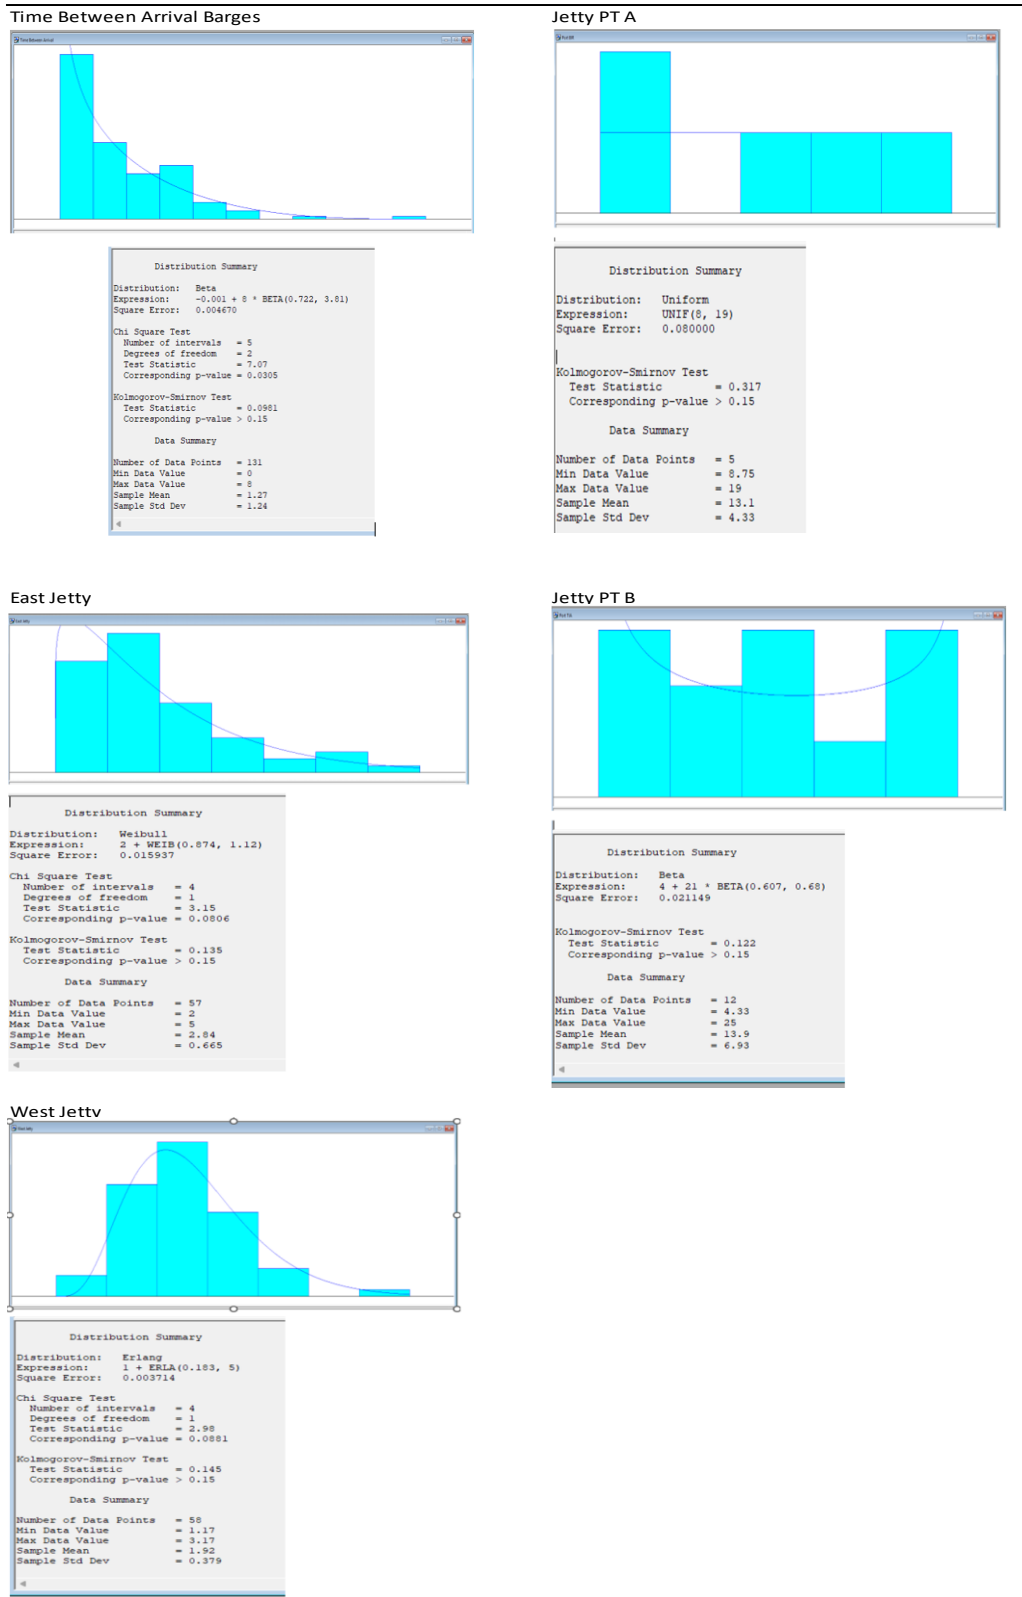 Time Between Arrival Barges
Time Between Arrival
Distribution Summary
Distribution: Beta
Expression: -0.001 + 8 * BETA(0.722, 3.81)
Square Error: 0.004670
Chi Square Test
Number of intervals = 5
Degrees of freedom = 2
Test Statistic = 7.07
Corresponding p-value = 0.0305
Kolmogorov-Smirnov Test
Test Statistic = 0.0981
Corresponding p-value > 0.15
Data Summary
Number of Data Points = 131
Min Data Value = 0
Max Data Value = 8
Sample Mean = 1.27
Sample Std Dev = 1.24
Jetty PT A
Distribution Summary
Distribution: Uniform
Expression: UNIF(8, 19)
Square Error: 0.080000
Kolmogorov-Smirnov Test
Test Statistic = 0.317
Corresponding p-value > 0.15
Data Summary
Number of Data Points = 5
Min Data Value = 8.75
Max Data Value = 19
Sample Mean = 13.1
Sample Std Dev = 4.33
East Jetty
East Jetty
Distribution Summary
Distribution: Weibull
Expression: 2 + WEIB(0.874, 1.12)
Square Error: 0.015937
Chi Square Test
Number of intervals = 4
Degrees of freedom = 1
Test Statistic = 3.15
Corresponding p-value = 0.0806
Kolmogorov-Smirnov Test
Test Statistic = 0.135
Corresponding p-value > 0.15
Data Summary
Number of Data Points = 57
Min Data Value = 2
Max Data Value = 5
Sample Mean = 2.84
Sample Std Dev = 0.665
Jetty PT B
Distribution Summary
Distribution: Beta
Expression: 4 + 21 * BETA(0.607, 0.68)
Square Error: 0.021149
Kolmogorov-Smirnov Test
Test Statistic = 0.122
Corresponding p-value > 0.15
Data Summary
Number of Data Points = 12
Min Data Value = 4.33
Max Data Value = 25
Sample Mean = 13.9
Sample Std Dev = 6.93
West Jetty
Distribution Summary
Distribution: Erlang
Expression: 1 + ERLA(0.183, 5)
Square Error: 0.003714
Chi Square Test
Number of intervals = 4
Degrees of freedom = 1
Test Statistic = 2.98
Corresponding p-value = 0.0881
Kolmogorov-Smirnov Test
Test Statistic = 0.145
Corresponding p-value > 0.15
Data Summary
Number of Data Points = 58
Min Data Value = 1.17
Max Data Value = 3.17
Sample Mean = 1.92
Sample Std Dev = 0.379